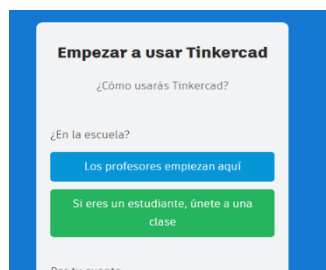 Empezar a usar Tinkercad
¿Cómo usarás Tinkercad?
¿En la escuela?
Los profesores empiezan aquí
Si eres un estudiante, únete a una
clase